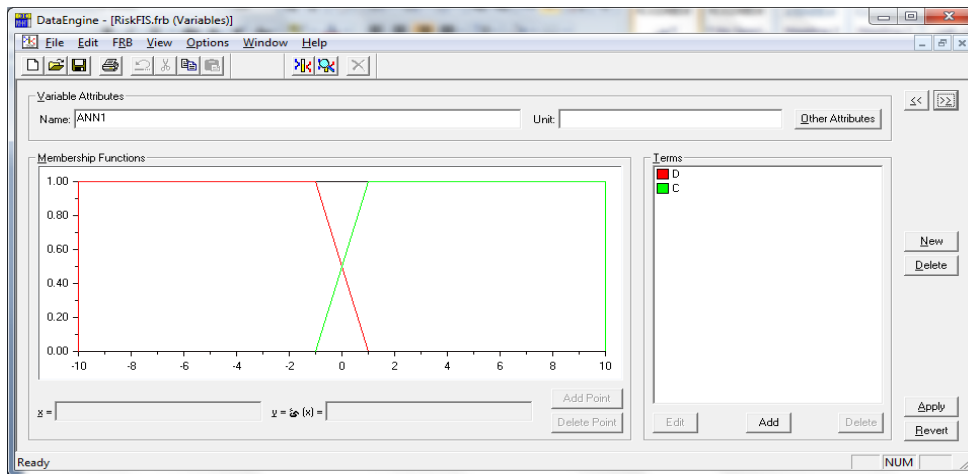 DataEngine - [RiskFIS.frb (Variables)]
File Edit FRB View Options Window Help
Variable Attributes
Name: ANN1 Unit: Other Attributes
<< >>
Membership Functions
1.00
0.80
0.60
0.40
0.20
0.00
-10 -8 -6 -4 -2 0 2 4 6 8 10
x = y = (x) =
Add Point
Delete Point
Terms
D
C
Edit Add Delete
New
Delete
Apply
Revert
Ready NUM